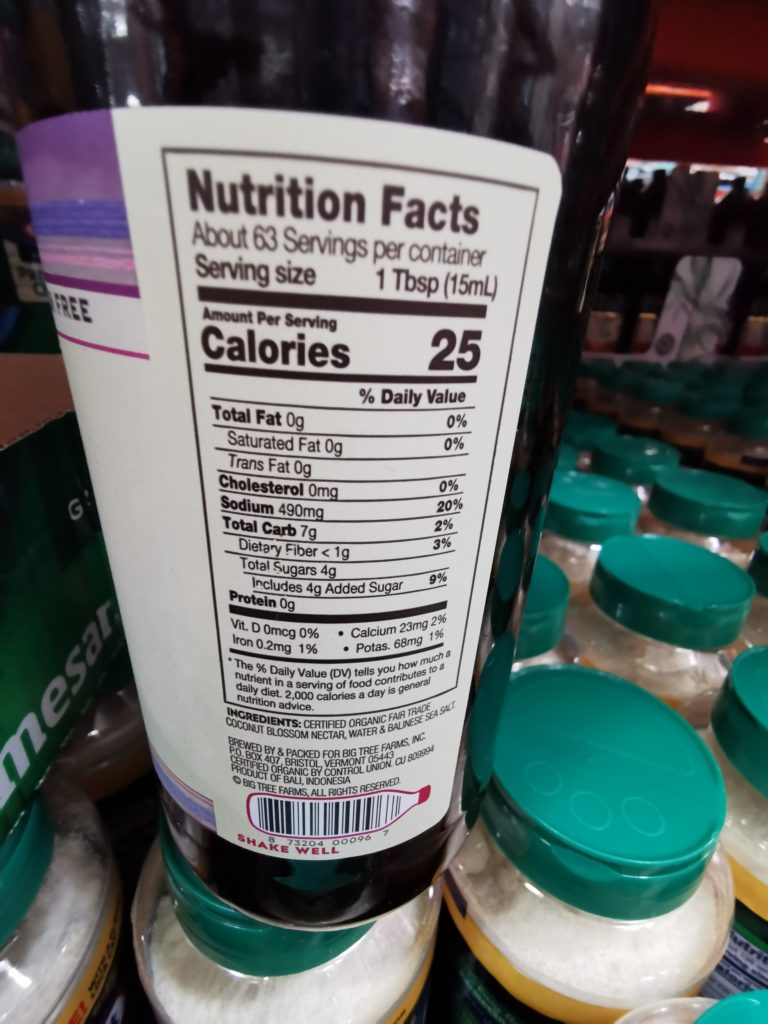 FREE
Nutrition Facts
About 63 Servings per container
Serving size 1 Tbsp (15mL)
Amount Per Serving
Calories 25
% Daily Value
Total Fat 0g 0%
Saturated Fat 0g 0%
Trans Fat 0g
Cholesterol 0mg 0%
Sodium 490mg 20%
Total Carb 7g 2%
Dietary Fiber < 1g 3%
Total Sugars 4g
Includes 4g Added Sugar 9%
Protein 0g
Vit. D 0mcg 0% • Calcium 23mg 2%
Iron 0.2mg 1% • Potas. 68mg 1%
* The % Daily Value (DV) tells you how much a
nutrient in a serving of food contributes to a
daily diet. 2,000 calories a day is general
nutrition advice.
INGREDIENTS: CERTIFIED ORGANIC FAIR TRADE
COCONUT BLOSSOM NECTAR, WATER & BALINESE SEA SALT.
BREWED BY & PACKED FOR BIG TREE FARMS, INC.
P.O. BOX 407, BRISTOL, VERMONT 05443
CERTIFIED ORGANIC BY CONTROL UNION. CU 809994
PRODUCT OF BALI, INDONESIA
© BIG TREE FARMS, ALL RIGHTS RESERVED.
8 73204 00096 7
SHAKE WELL
mesan